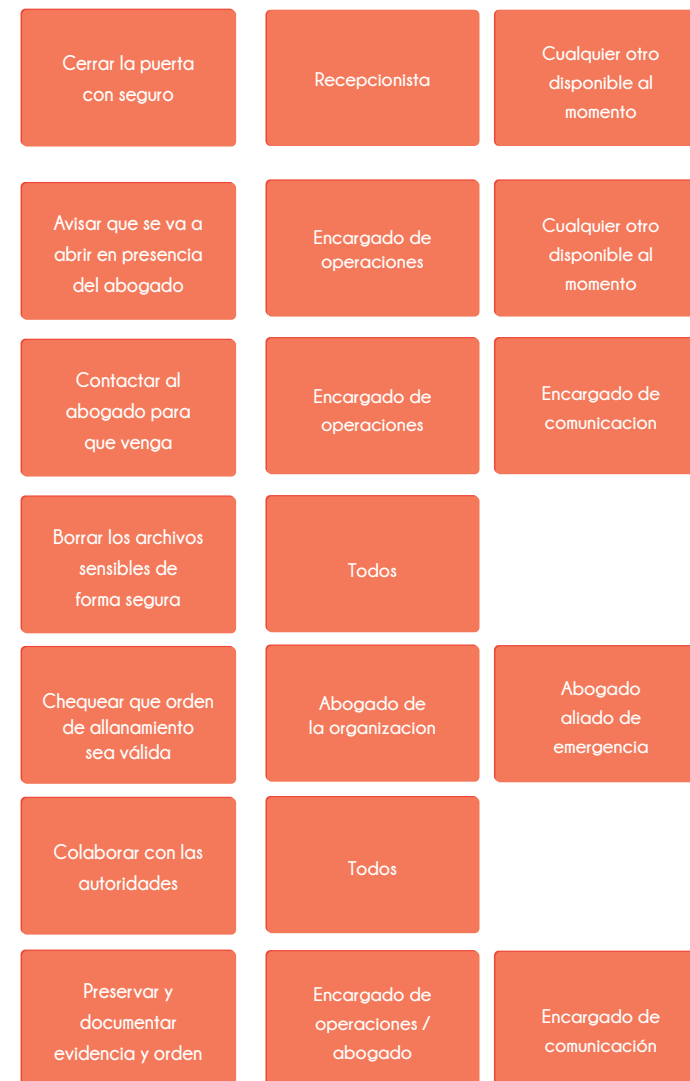 Cerrar la puerta
con seguro
Recepcionista
Cualquier otro
disponible al
momento
Avisar que se va a
abrir en presencia
del abogado
Encargado de
operaciones
Cualquier otro
disponible al
momento
Contactar al
abogado para
que venga
Encargado de
operaciones
Encargado de
comunicacion
Borrar los archivos
sensibles de
forma segura
Todos
Chequear que orden
de allanamiento
sea válida
Abogado de
la organizacion
Abogado
aliado de
emergencia
Colaborar con las
autoridades
Todos
Preservar y
documentar
evidencia y orden
Encargado de
operaciones /
abogado
Encargado de
comunicación